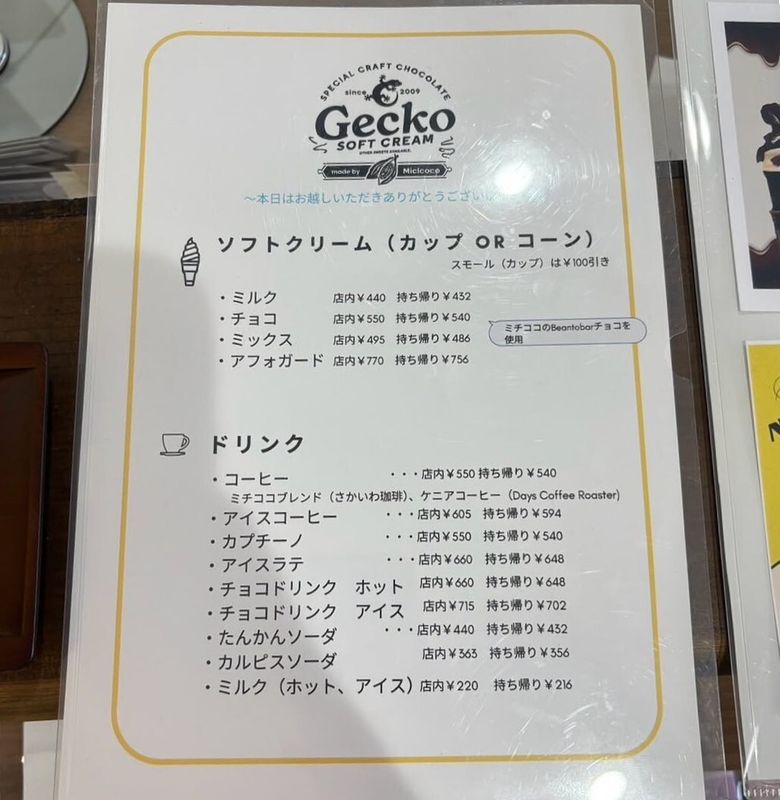 SPECIAL CRAFT CHOCOLATE
since 2009
Gecko
SOFT CREAM
OTHER SWEETS AVAILABLE.
made by Micicoco
〜本日はお越しいただきありがとうござい
ソフトクリーム（カップ OR コーン）
スモール（カップ）は￥100引き
・ミルク 店内￥440 持ち帰り￥432
・チョコ 店内￥550 持ち帰り￥540
ミチココのBeantobarチョコを
使用
・ミックス 店内￥495 持ち帰り￥486
・アフォガード 店内￥770 持ち帰り￥756
ドリンク
・コーヒー ・・・店内￥550 持ち帰り￥540
ミチココブレンド（さかいわ珈琲）、ケニアコーヒー（Days Coffee Roaster)
・アイスコーヒー ・・・店内￥605 持ち帰り￥594
・カプチーノ ・・・店内￥550 持ち帰り￥540
・アイスラテ ・・・店内￥660 持ち帰り￥648
・チョコドリンク ホット 店内￥660 持ち帰り￥648
・チョコドリンク アイス 店内￥715 持ち帰り￥702
・たんかんソーダ ・・・店内￥440 持ち帰り￥432
・カルピスソーダ 店内￥363 持ち帰り￥356
・ミルク（ホット、アイス） 店内￥220 持ち帰り￥216